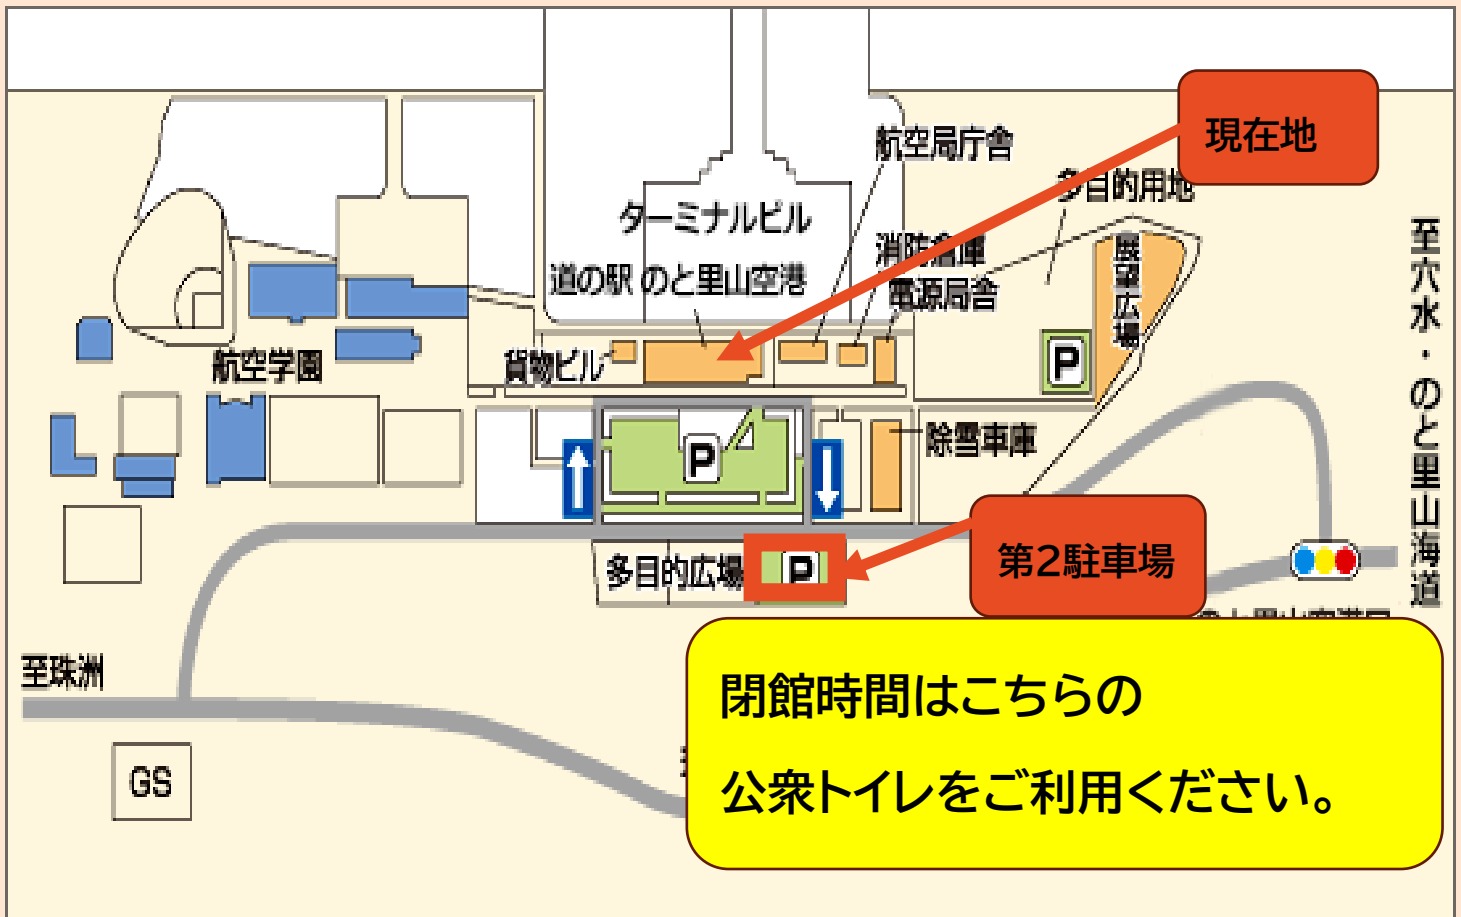 現在地
航空局庁舎
多目的用地
ターミナルビル
消防倉庫
道の駅 のと里山空港
電源局舎
展望広場
至穴水・のと里山海道
P
貨物ビル
航空学園
P
除雪車庫
第2駐車場
多目的広場
P
至珠洲
閉館時間はこちらの
公衆トイレをご利用ください。
GS